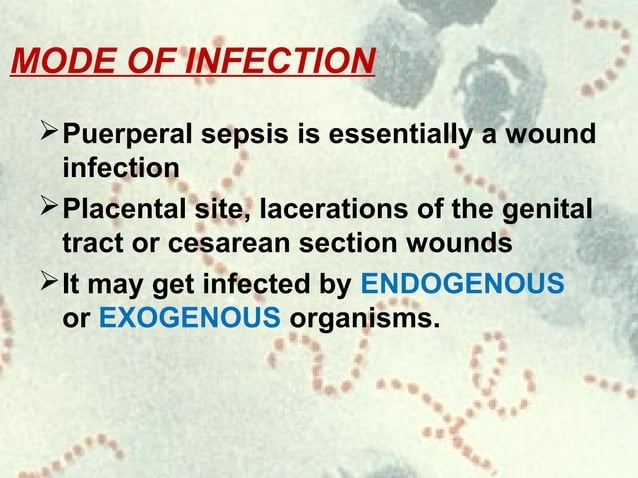 MODE OF INFECTION
➢Puerperal sepsis is essentially a wound
infection
➢Placental site, lacerations of the genital
tract or cesarean section wounds
➢It may get infected by ENDOGENOUS
or EXOGENOUS organisms.